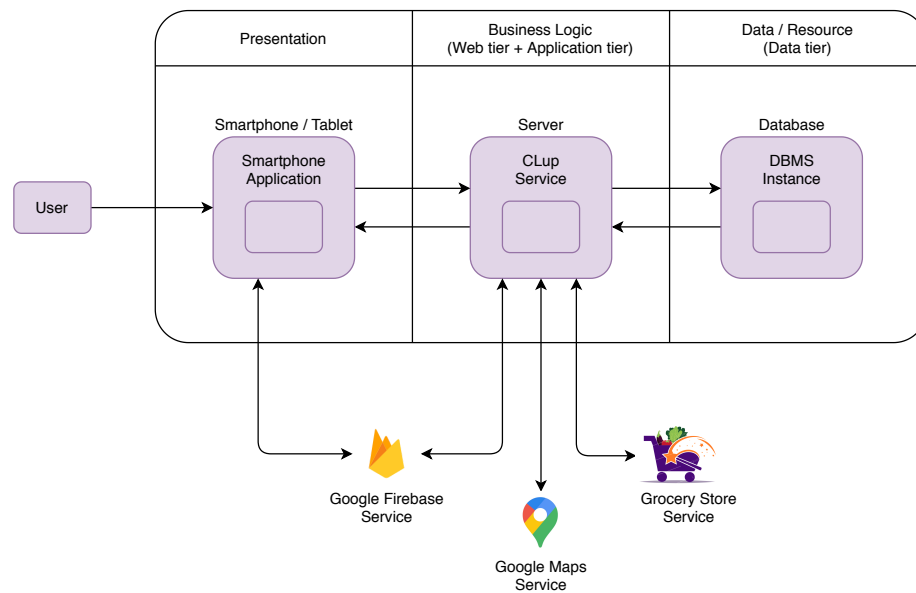 Presentation
Business Logic
(Web tier + Application tier)
Data / Resource
(Data tier)
Smartphone / Tablet
Server
Database
Smartphone
Application
CLup
Service
DBMS
Instance
User
Google Firebase
Service
Grocery Store
Service
Google Maps
Service